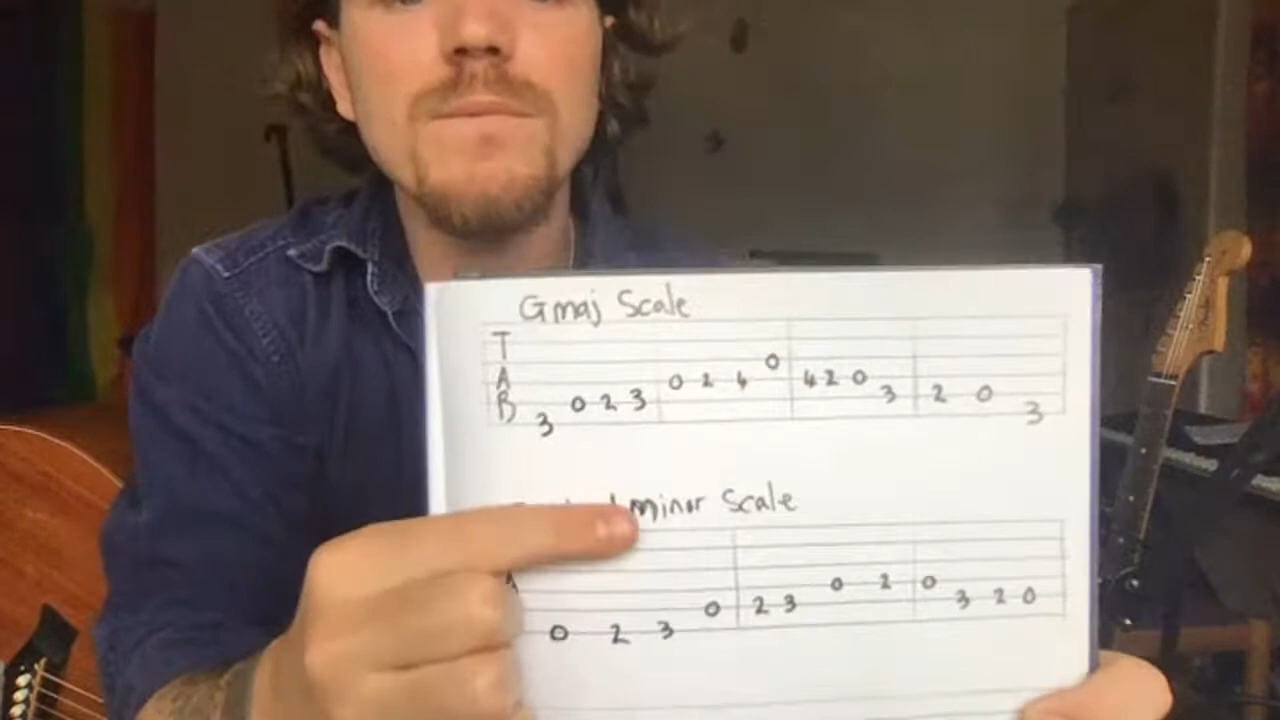 G maj Scale
T
A
B
3 0 2 3 0 2 4 0 4 2 0 3 2 0 3
minor Scale
A
0 2 3 0 2 3 0 2 0 3 2 0